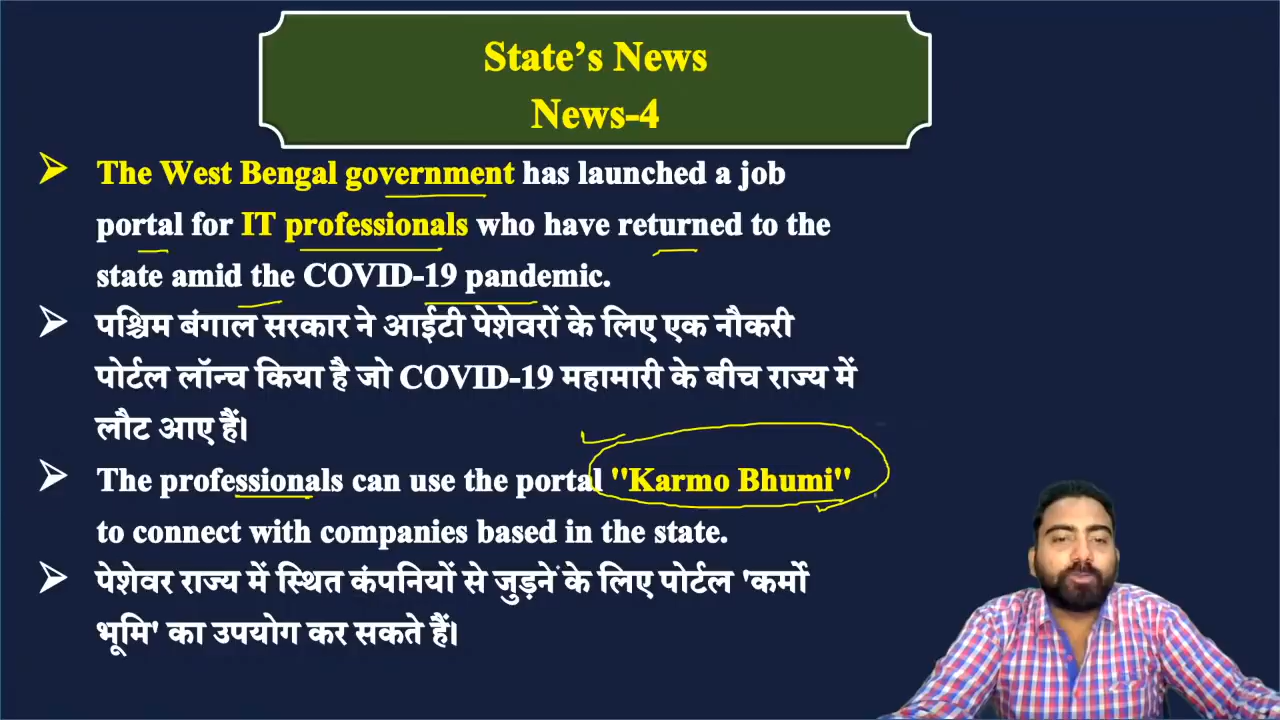 State’s News
News-4
The West Bengal government has launched a job
portal for IT professionals who have returned to the
state amid the COVID-19 pandemic.
पश्चिम बंगाल सरकार ने आईटी पेशेवरों के लिए एक नौकरी
पोर्टल लॉन्च किया है जो COVID-19 महामारी के बीच राज्य में
लौट आए हैं।
The professionals can use the portal "Karmo Bhumi"
to connect with companies based in the state.
पेशेवर राज्य में स्थित कंपनियों से जुड़ने के लिए पोर्टल 'कर्मो
भूमि' का उपयोग कर सकते हैं।